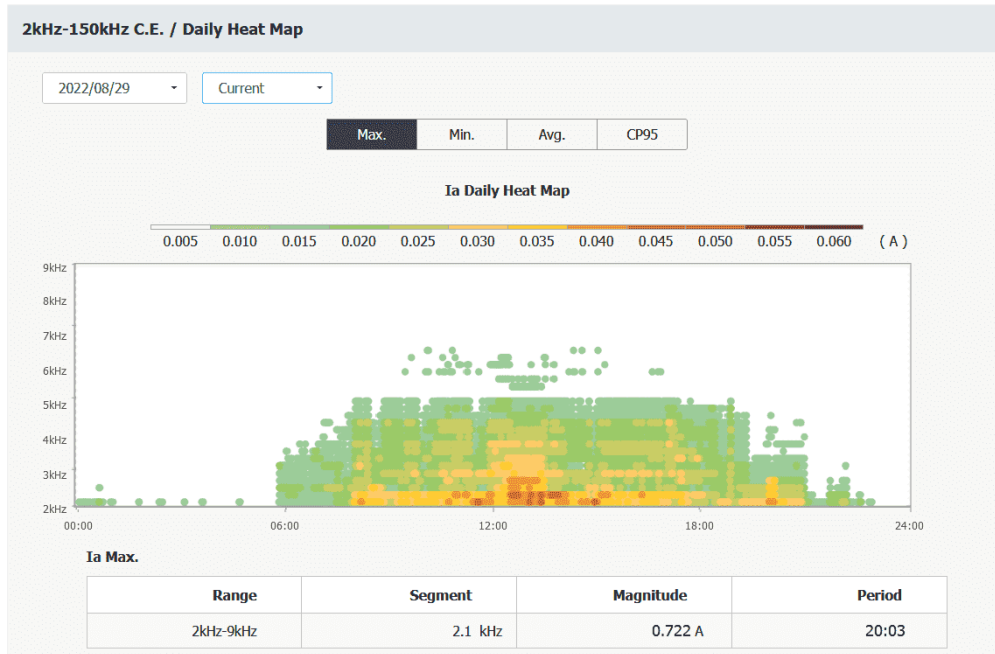 2kHz-150kHz C.E. / Daily Heat Map
2022/08/29 Current
Max. Min. Avg. CP95
Ia Daily Heat Map
0.005 0.010 0.015 0.020 0.025 0.030 0.035 0.040 0.045 0.050 0.055 0.060 ( A )
9kHz
8kHz
7kHz
6kHz
5kHz
4kHz
3kHz
2kHz
00:00 06:00 12:00 18:00 24:00
Ia Max.
Range Segment Magnitude Period
2kHz-9kHz 2.1 kHz 0.722 A 20:03